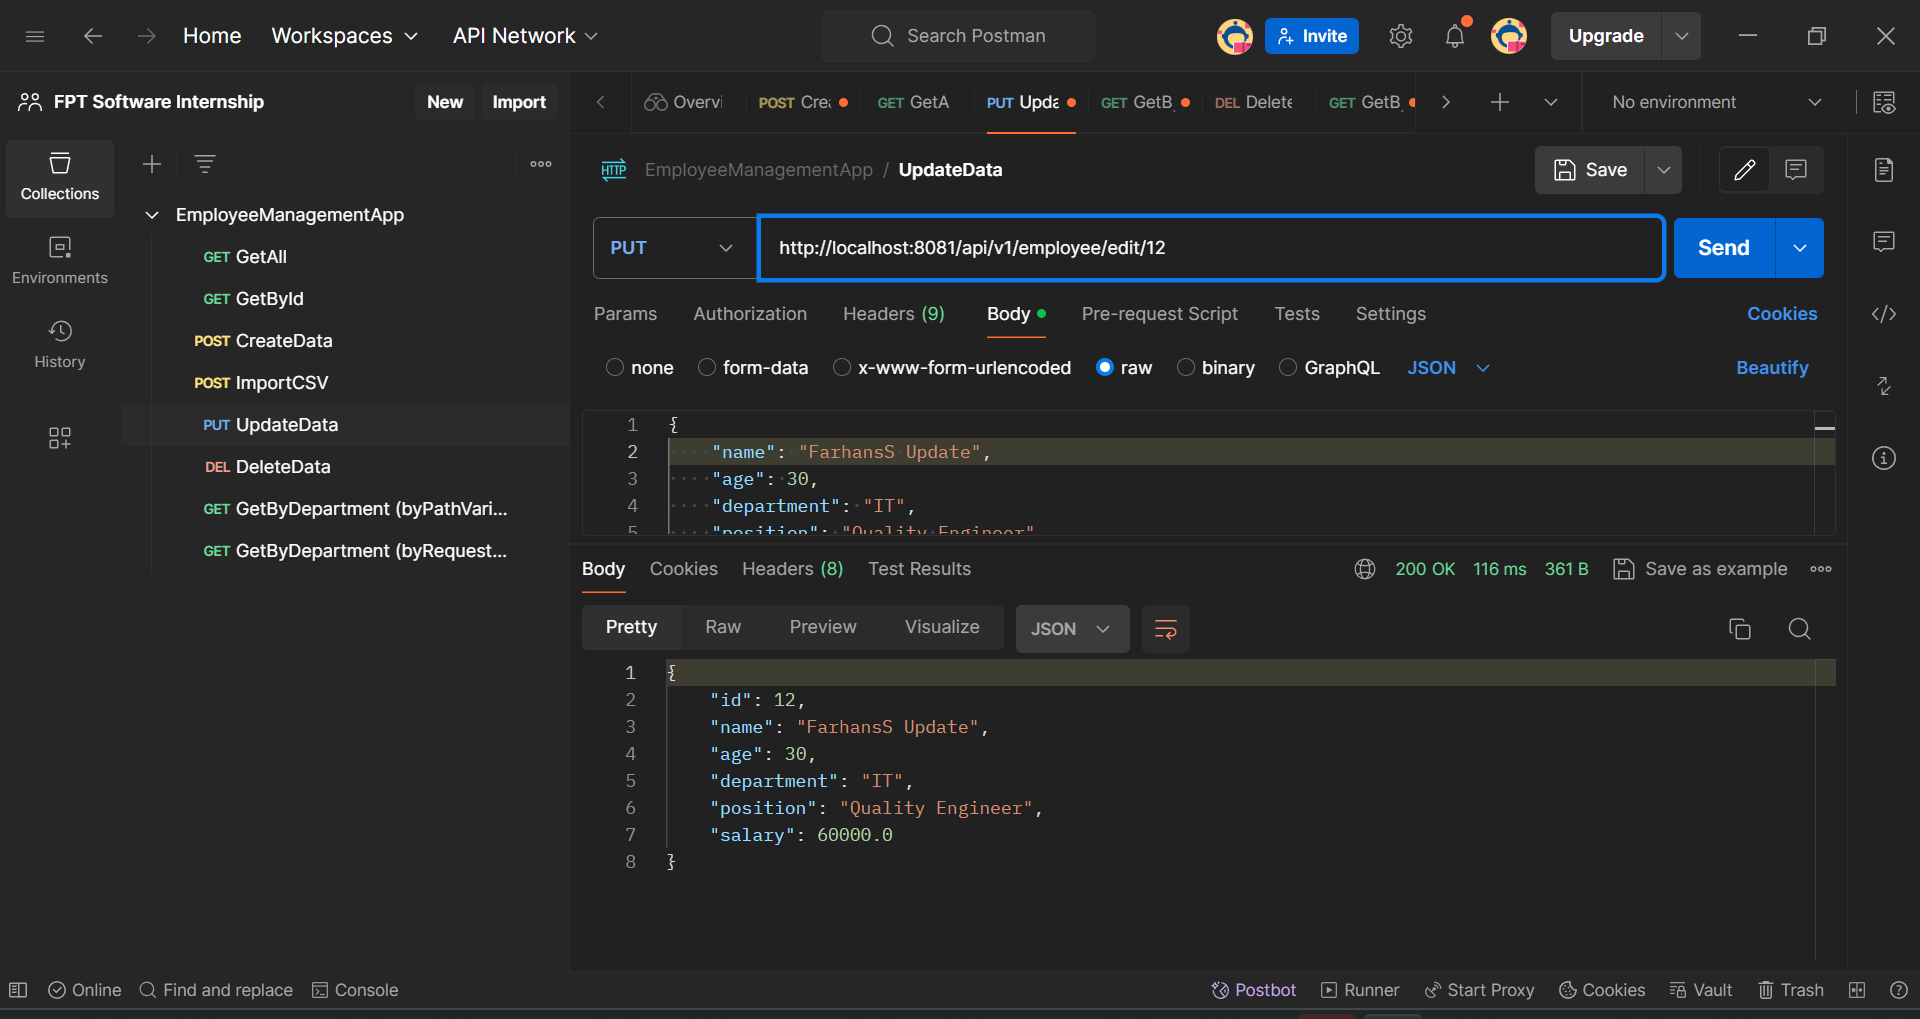 Home Workspaces API Network Search Postman Invite Upgrade
FPT Software Internship New Import
Overvi POST Crea GET GetA PUT Upda GET GetB DEL Delete GET GetB No environment
Collections
Environments
History
EmployeeManagementApp
GET GetAll
GET GetById
POST CreateData
POST ImportCSV
PUT UpdateData
DEL DeleteData
GET GetByDepartment (byPathVari...
GET GetByDepartment (byRequest...
HTTP EmployeeManagementApp / UpdateData Save
PUT http://localhost:8081/api/v1/employee/edit/12 Send
Params Authorization Headers (9) Body Pre-request Script Tests Settings Cookies
none form-data x-www-form-urlencoded raw binary GraphQL JSON Beautify
1 {
2 "name": "FarhansS Update",
3 "age": 30,
4 "department": "IT",
5 "position": "Quality Engineer"
Body Cookies Headers (8) Test Results 200 OK 116 ms 361 B Save as example
Pretty Raw Preview Visualize JSON
1 {
2 "id": 12,
3 "name": "FarhansS Update",
4 "age": 30,
5 "department": "IT",
6 "position": "Quality Engineer",
7 "salary": 60000.0
8 }
Online Find and replace Console Postbot Runner Start Proxy Cookies Vault Trash